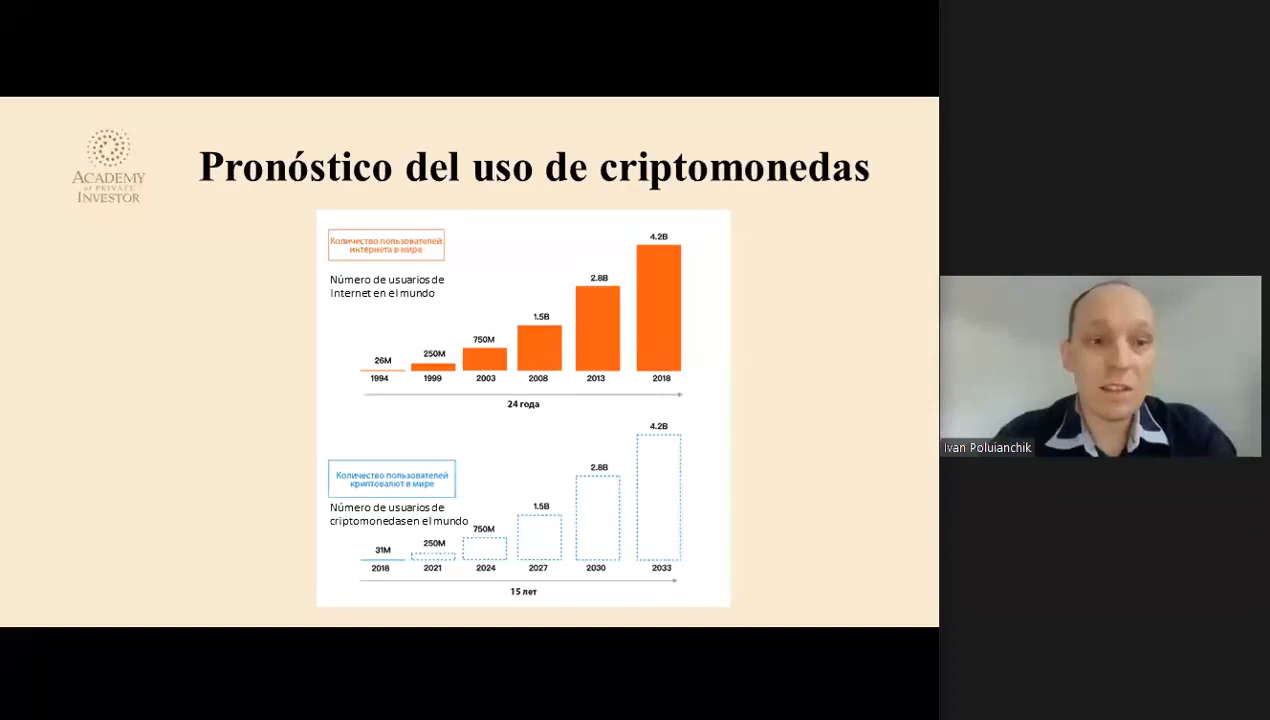 ACADEMY
of PRIVATE
INVESTOR
Pronóstico del uso de criptomonedas
Количество пользователей
интернета в мире
Número de usuarios de
Internet en el mundo
26M
250M
750M
1.5B
2.8B
4.2B
1994
1999
2003
2008
2013
2018
24 года
Количество пользователей
криптовалют в мире
Número de usuarios de
criptomonedasen el mundo
31M
250M
750M
1.5B
2.8B
4.2B
2018
2021
2024
2027
2030
2033
15 лет
Ivan Poluianchik